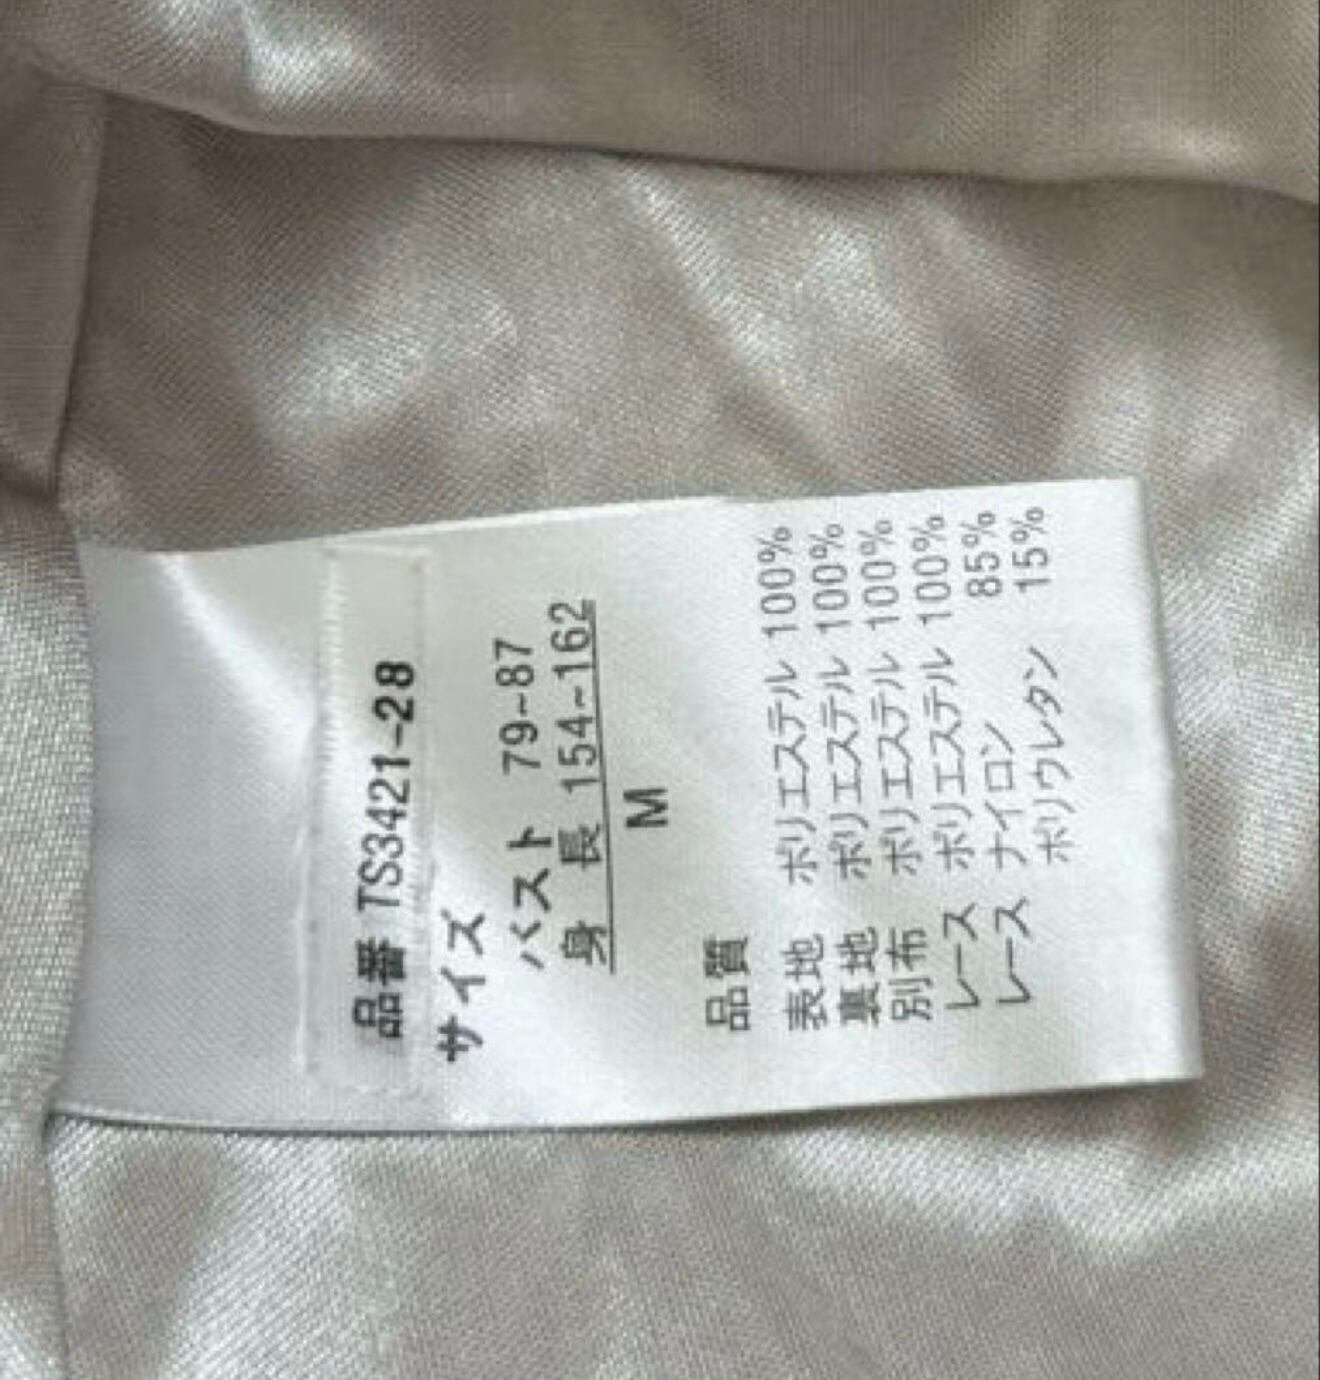 品番 TS3421-28
サイズ
バスト 79~87
身 長 154~162
M
品質
表地 ポリエステル 100%
裏地 ポリエステル 100%
別布 ポリエステル 100%
レース ポリエステル 100%
レース ナイロン 85%
ポリウレタン 15%